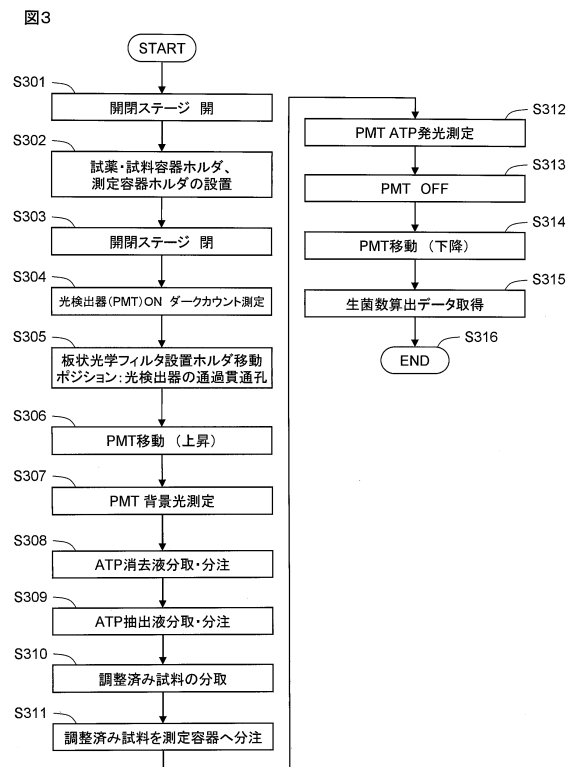 図3
START
S301
開閉ステージ 開
S302
試薬・試料容器ホルダ、
測定容器ホルダの設置
S303
開閉ステージ 閉
S304
光検出器(PMT)ON ダークカウント測定
S305
板状光学フィルタ設置ホルダ移動
ポジション:光検出器の通過貫通孔
S306
PMT移動 (上昇)
S307
PMT 背景光測定
S308
ATP消去液分取・分注
S309
ATP抽出液分取・分注
S310
調整済み試料の分取
S311
調整済み試料を測定容器へ分注
S312
PMT ATP発光測定
S313
PMT OFF
S314
PMT移動 (下降)
S315
生菌数算出データ取得
S316
END